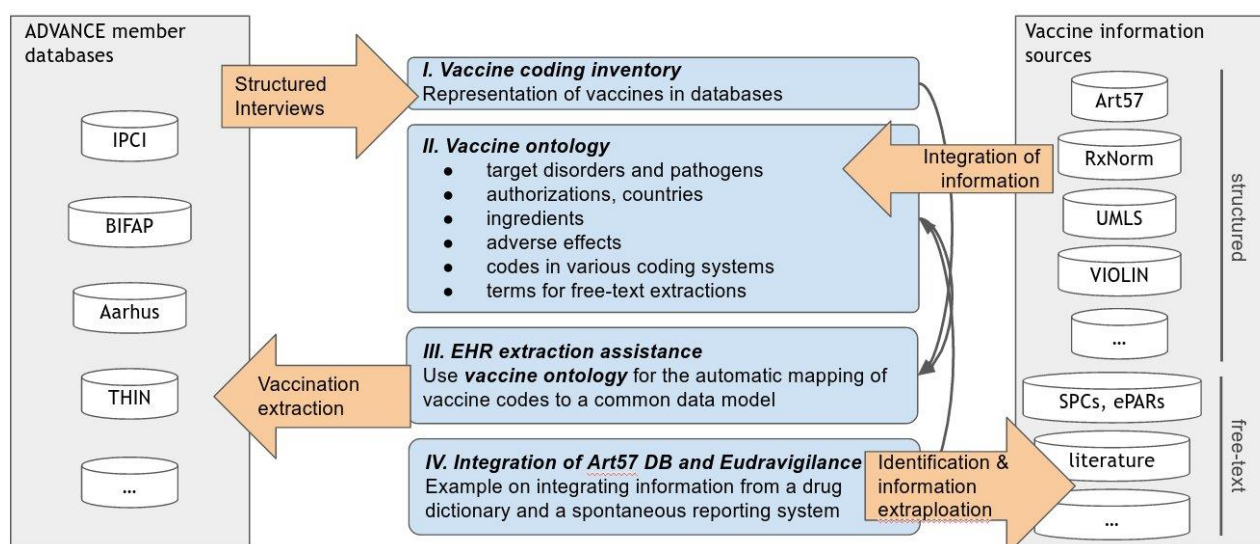 ADVANCE member
databases
IPCI
BIFAP
Aarhus
THIN
...
Structured
Interviews
Vaccination
extraction
I. Vaccine coding inventory
Representation of vaccines in databases
II. Vaccine ontology
● target disorders and pathogens
● authorizations, countries
● ingredients
● adverse effects
● codes in various coding systems
● terms for free-text extractions
III. EHR extraction assistance
Use vaccine ontology for the automatic mapping of
vaccine codes to a common data model
IV. Integration of Art57 DB and Eudravigilance
Example on integrating information from a drug
dictionary and a spontaneous reporting system
Integration of
information
Identification &
information
extraploation
Vaccine information
sources
Art57
RxNorm
UMLS
VIOLIN
...
structured
SPCs, ePARs
literature
...
free-text